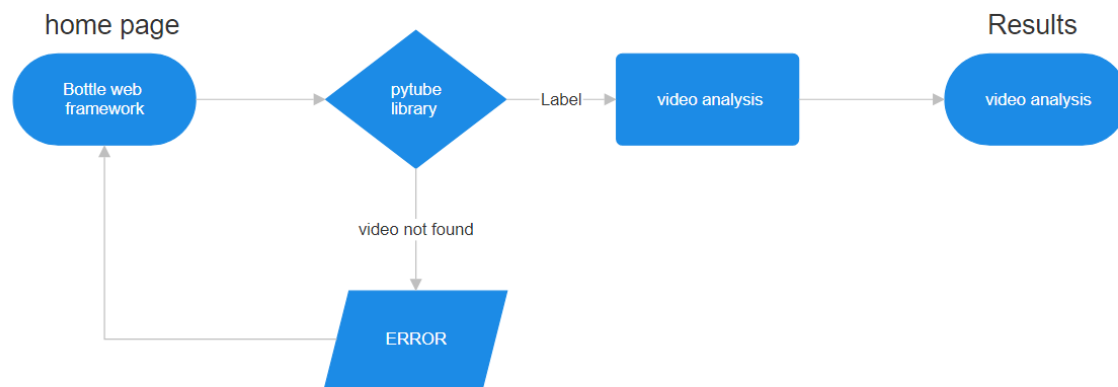 home page
Results
Bottle web
framework
pytube
library
Label
video analysis
video analysis
video not found
ERROR